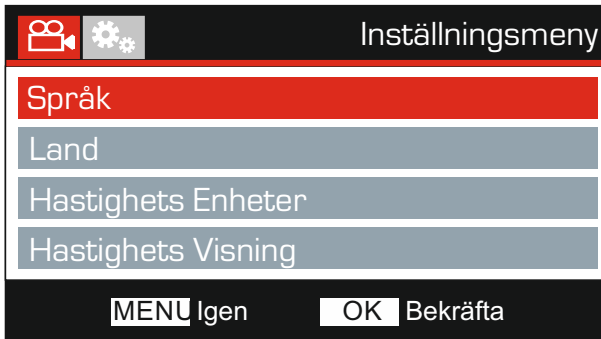 Inställningsmeny
Språk
Land
Hastighets Enheter
Hastighets Visning
MENU Igen OK Bekräfta